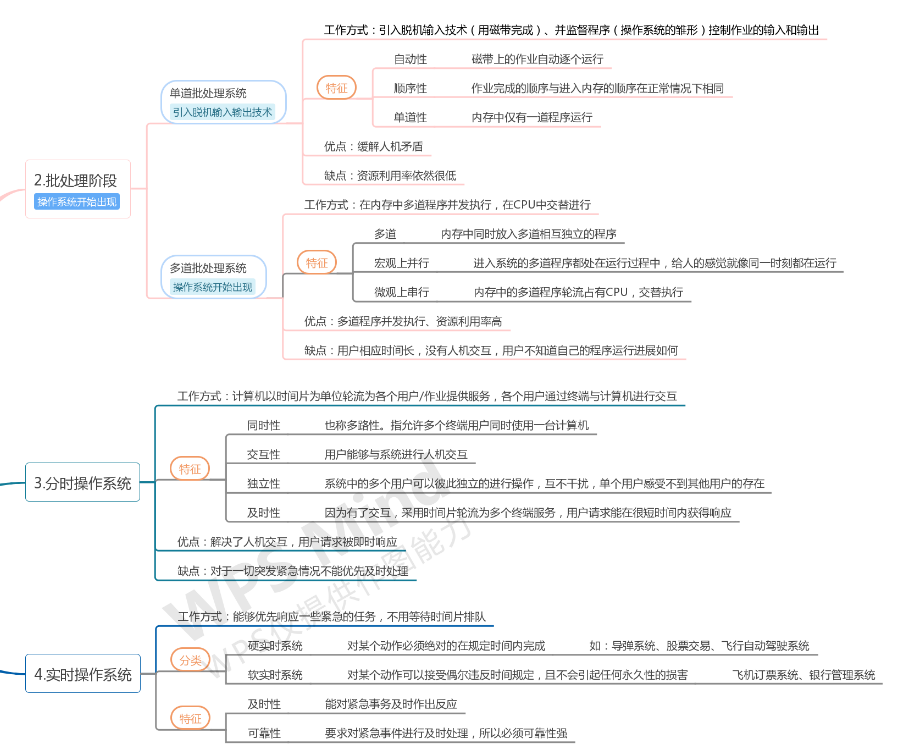 工作方式：引入脱机输入技术（用磁带完成）、并监督程序（操作系统的雏形）控制作业的输入和输出
自动性 磁带上的作业自动逐个运行
单道批处理系统
引入脱机输入输出技术
特征
顺序性 作业完成的顺序与进入内存的顺序在正常情况下相同
单道性 内存中仅有一道程序运行
优点：缓解人机矛盾
缺点：资源利用率依然很低
2.批处理阶段
操作系统开始出现
工作方式：在内存中多道程序并发执行，在CPU中交替进行
多道 内存中同时放入多道相互独立的程序
多道批处理系统
操作系统开始出现
特征
宏观上并行 进入系统的多道程序都处在运行过程中，给人的感觉就像同一时刻都在运行
微观上串行 内存中的多道程序轮流占有CPU，交替执行
优点：多道程序并发执行、资源利用率高
缺点：用户相应时间长，没有人机交互，用户不知道自己的程序运行进展如何
工作方式：计算机以时间片为单位轮流为各个用户/作业提供服务，各个用户通过终端与计算机进行交互
同时性 也称多路性。指允许多个终端用户同时使用一台计算机
交互性 用户能够与系统进行人机交互
特征
3.分时操作系统
独立性 系统中的多个用户可以彼此独立的进行操作，互不干扰，单个用户感受不到其他用户的存在
及时性 因为有了交互，采用时间片轮流为多个终端服务，用户请求能在很短时间内获得响应
优点：解决了人机交互，用户请求被即时响应
缺点：对于一切突发紧急情况不能优先及时处理
工作方式：能够优先响应一些紧急的任务，不用等待时间片排队
硬实时系统 对某个动作必须绝对的在规定时间内完成 如：导弹系统、股票交易、飞行自动驾驶系统
分类
4.实时操作系统
软实时系统 对某个动作可以接受偶尔违反时间规定，且不会引起任何永久性的损害 飞机订票系统、银行管理系统
及时性 能对紧急事务及时作出反应
特征
可靠性 要求对紧急事件进行及时处理，所以必须可靠性强
WPS Mind
WPS仅提供作图能力